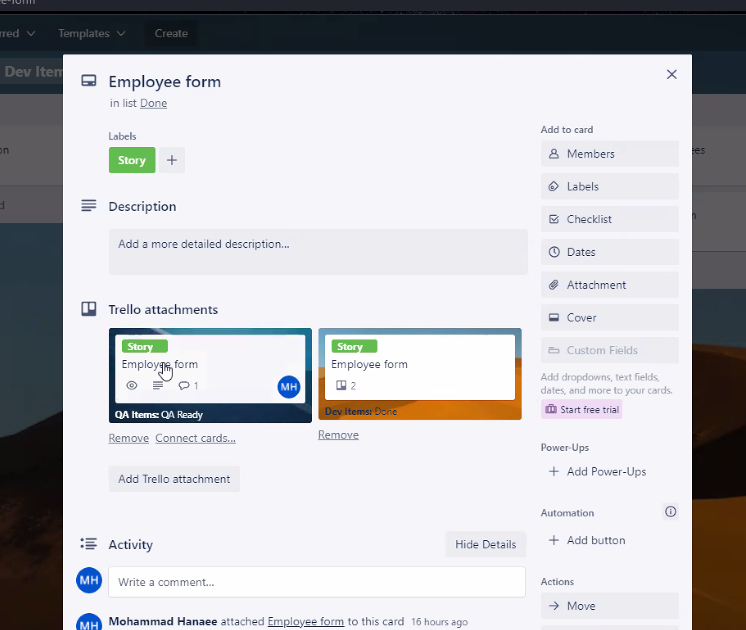 Templates
Create
Dev Item
Employee form
in list Done
Labels
Story
+
Description
Add a more detailed description...
Trello attachments
Story
Employee form
1
MH
QA Items: QA Ready
Story
Employee form
2
Dev Items: Done
Remove
Connect cards...
Remove
Add Trello attachment
Activity
Hide Details
MH
Write a comment...
MH
Mohammad Hanaee attached Employee form to this card 16 hours ago
Add to card
Members
Labels
Checklist
Dates
Attachment
Cover
Custom Fields
Add dropdowns, text fields,
dates, and more to your cards.
Start free trial
Power-Ups
+ Add Power-Ups
Automation
+ Add button
Actions
Move